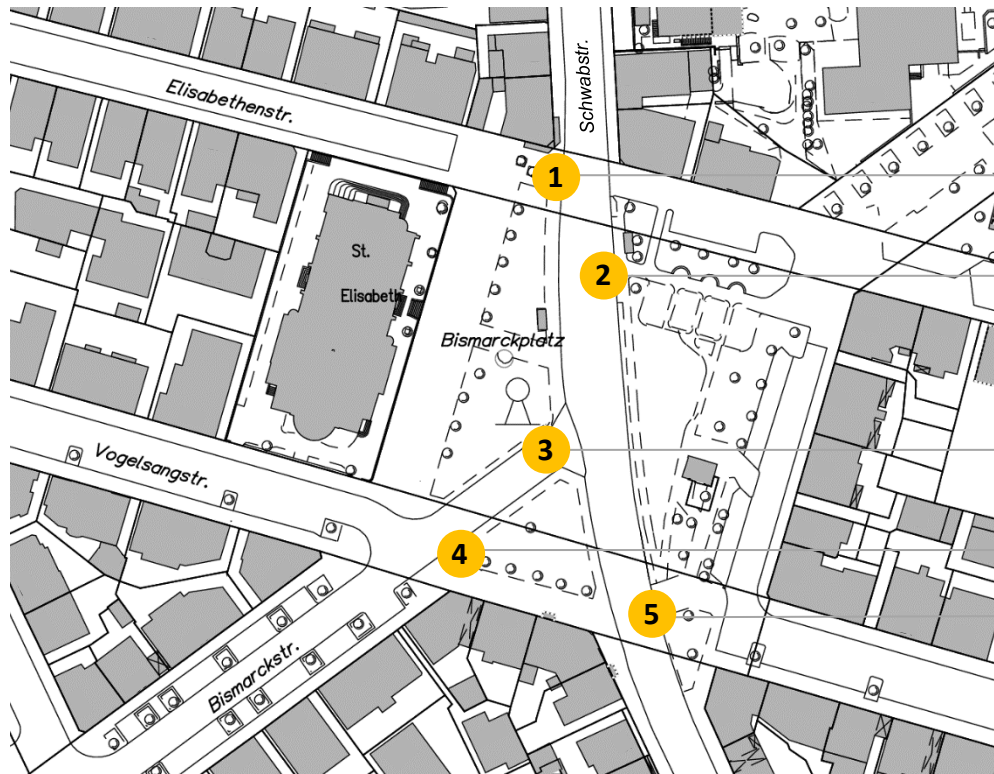 Schwabstr.
Elisabethenstr.
1
St.
2
Elisabeth
Bismarckplatz
3
Vogelsangstr.
4
5
Bismarckstr.